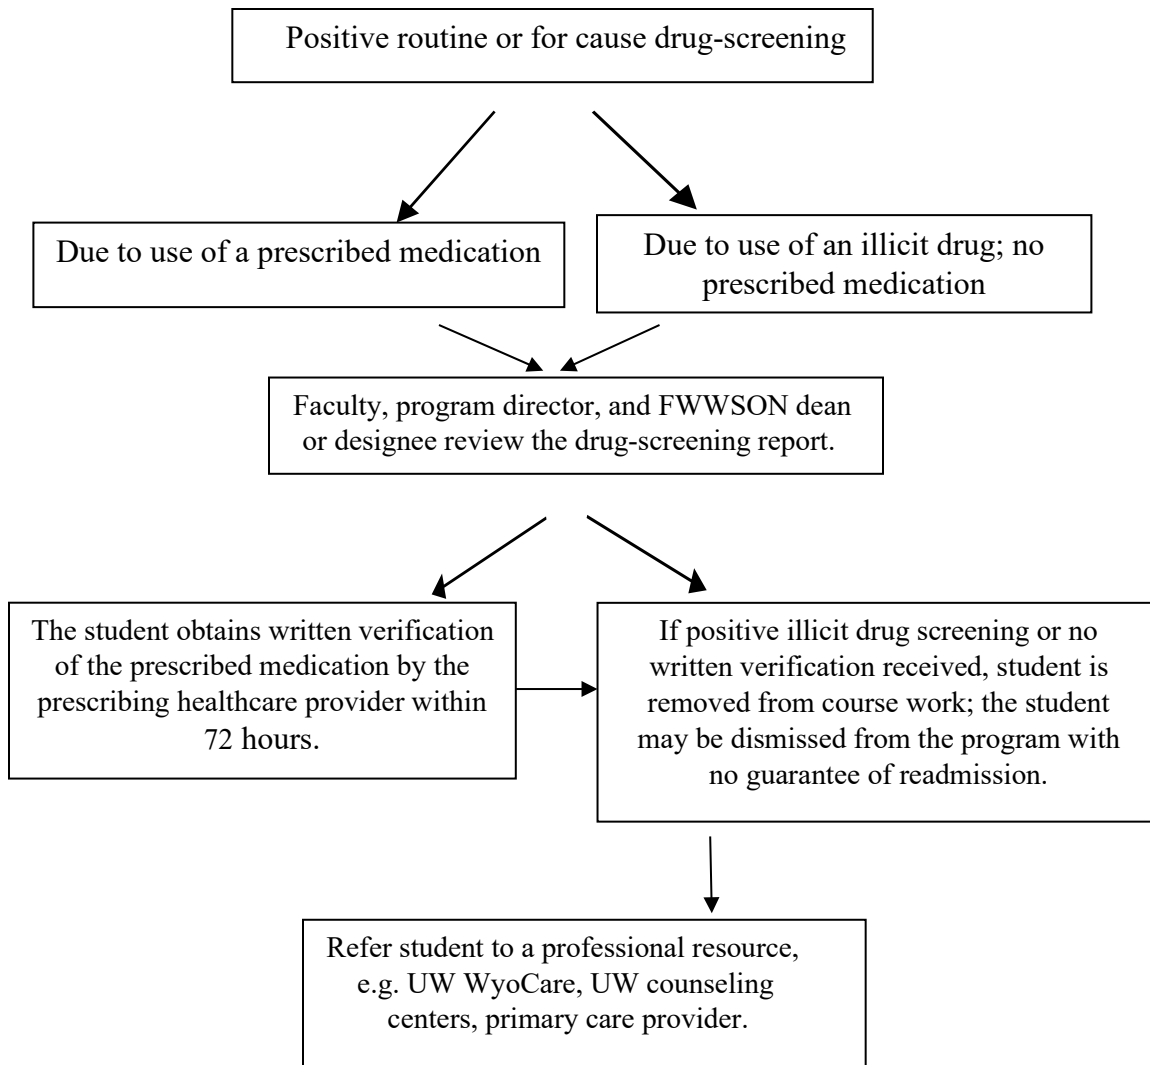 Positive routine or for cause drug-screening
Due to use of a prescribed medication
Due to use of an illicit drug; no
prescribed medication
Faculty, program director, and FWWSON dean
or designee review the drug-screening report.
The student obtains written verification
of the prescribed medication by the
prescribing healthcare provider within
72 hours.
If positive illicit drug screening or no
written verification received, student is
removed from course work; the student
may be dismissed from the program with
no guarantee of readmission.
Refer student to a professional resource,
e.g. UW WyoCare, UW counseling
centers, primary care provider.